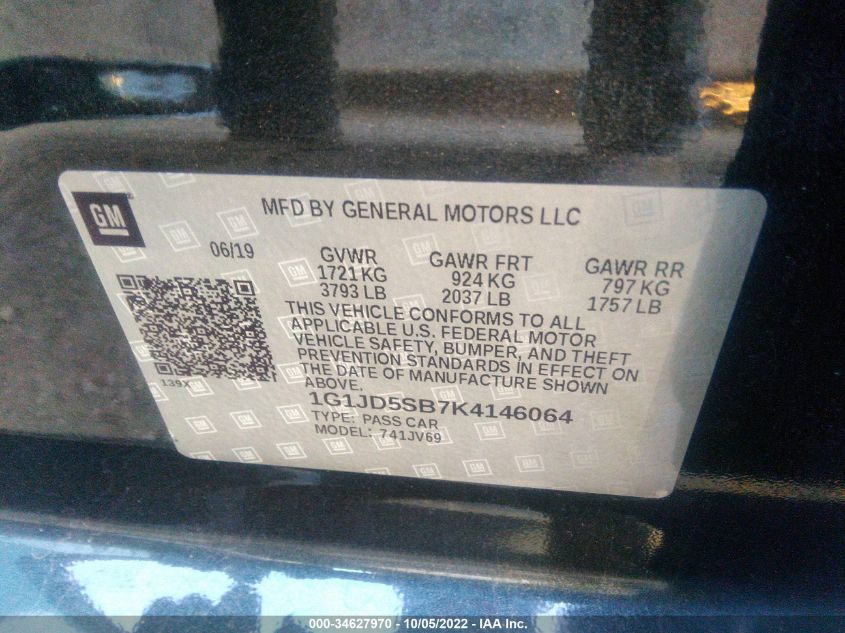 GM
MFD BY GENERAL MOTORS LLC
06/19
GVWR
1721 KG
3793 LB
GAWR FRT
924 KG
2037 LB
GAWR RR
797 KG
1757 LB
THIS VEHICLE CONFORMS TO ALL
APPLICABLE U.S. FEDERAL MOTOR
VEHICLE SAFETY, BUMPER, AND THEFT
PREVENTION STANDARDS IN EFFECT ON
THE DATE OF MANUFACTURE SHOWN
ABOVE.
139X
1G1JD5SB7K4146064
TYPE: PASS CAR
MODEL: 741JV69
000-34627970 - 10/05/2022 - IAA Inc.